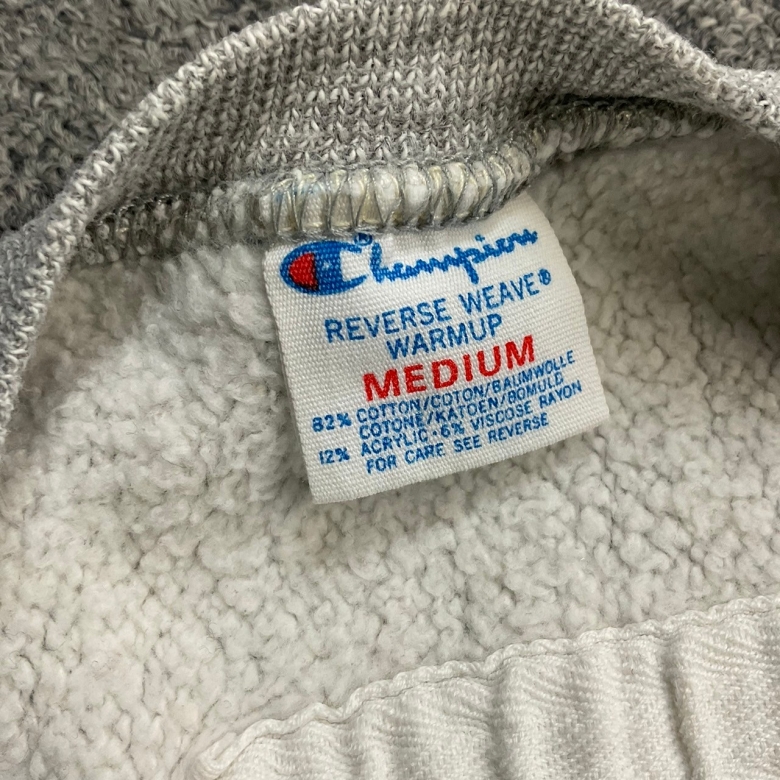 Champion®
REVERSE WEAVE®
WARMUP
MEDIUM
82% COTTON/COTON/BAUMWOLLE
COTONE/KATOEN/BOMULD
12% ACRYLIC·6% VISCOSE RAYON
FOR CARE SEE REVERSE